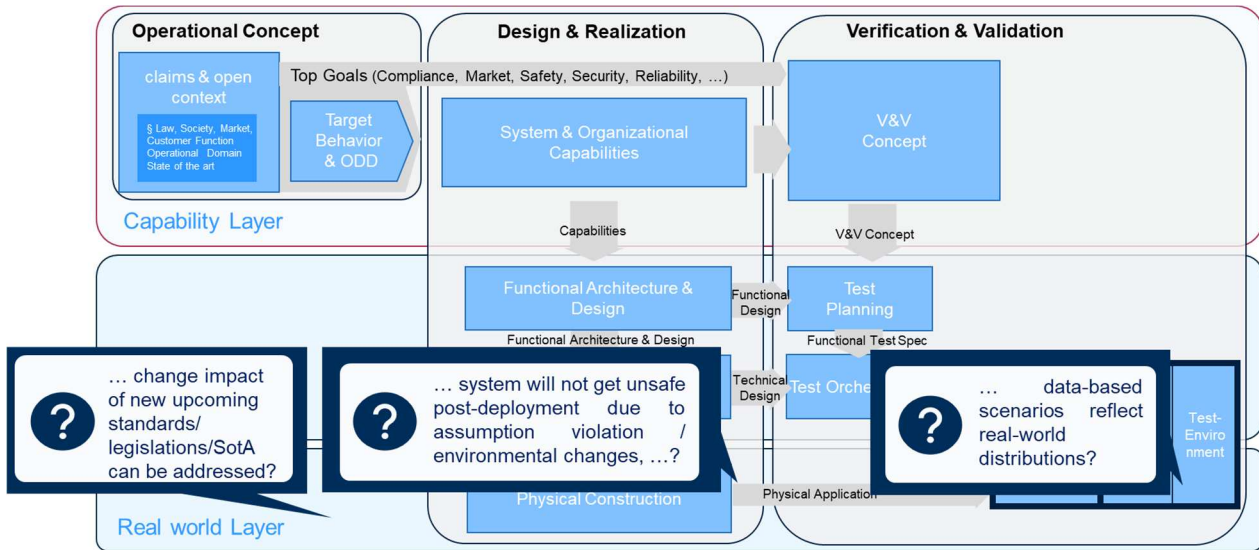 Operational Concept
Design & Realization
Verification & Validation
claims & open
context
§ Law, Society, Market,
Customer Function
Operational Domain
State of the art
Top Goals (Compliance, Market, Safety, Security, Reliability, …)
Target
Behavior
& ODD
System & Organizational
Capabilities
V&V
Concept
Capability Layer
Capabilities
V&V Concept
Functional Architecture &
Design
Functional
Design
Test
Planning
Functional Architecture & Design
Functional Test Spec
Technical
Design
Test Orche
Test-
Enviro
nment
?
… change impact
of new upcoming
standards/
legislations/SotA
can be addressed?
?
… system will not get unsafe
post-deployment due to
assumption violation /
environmental changes, …?
?
… data-based
scenarios reflect
real-world
distributions?
Physical Construction
Physical Application
Real world Layer